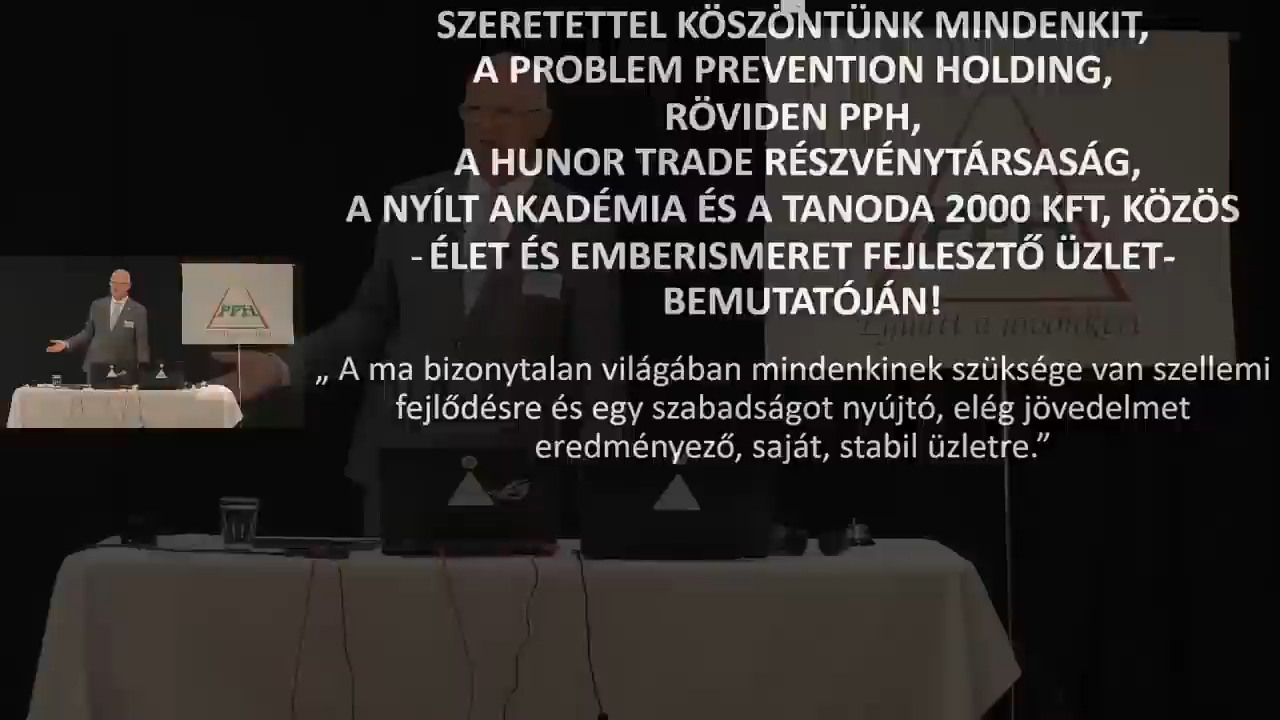 SZERETETTEL KÖSZÖNTÜNK MINDENKIT,
A PROBLEM PREVENTION HOLDING,
RÖVIDEN PPH,
A HUNOR TRADE RÉSZVÉNYTÁRSASÁG,
A NYÍLT AKADÉMIA ÉS A TANODA 2000 KFT, KÖZÖS
- ÉLET ÉS EMBERISMERET FEJLESZTŐ ÜZLET-
BEMUTATÓJÁN!
PPH
Együtt a jövőnkért
„ A ma bizonytalan világában mindenkinek szüksége van szellemi
fejlődésre és egy szabadságot nyújtó, elég jövedelmet
eredményező, saját, stabil üzletre.”